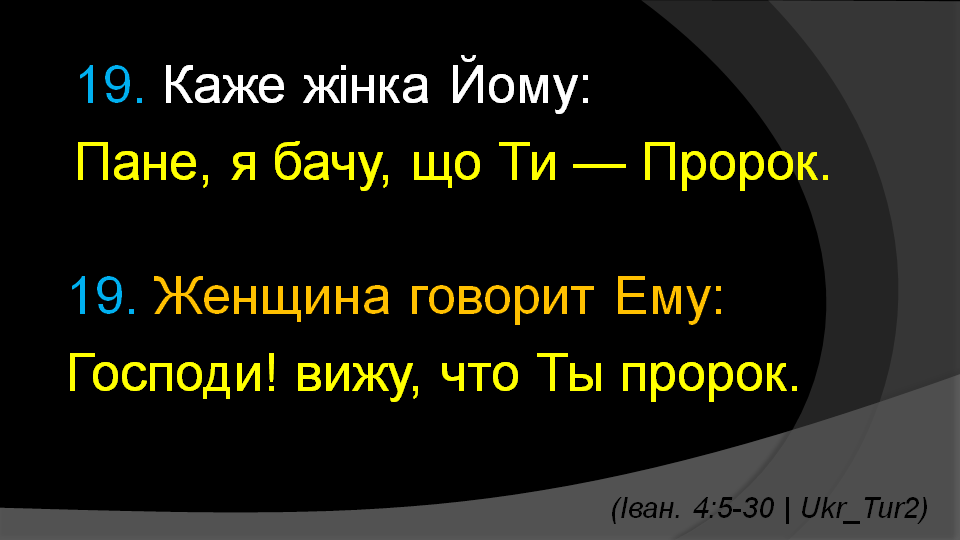 19. Каже жінка Йому:
Пане, я бачу, що Ти — Пророк.
19. Женщина говорит Ему:
Господи! вижу, что Ты пророк.
(Іван. 4:5-30 | Ukr_Tur2)